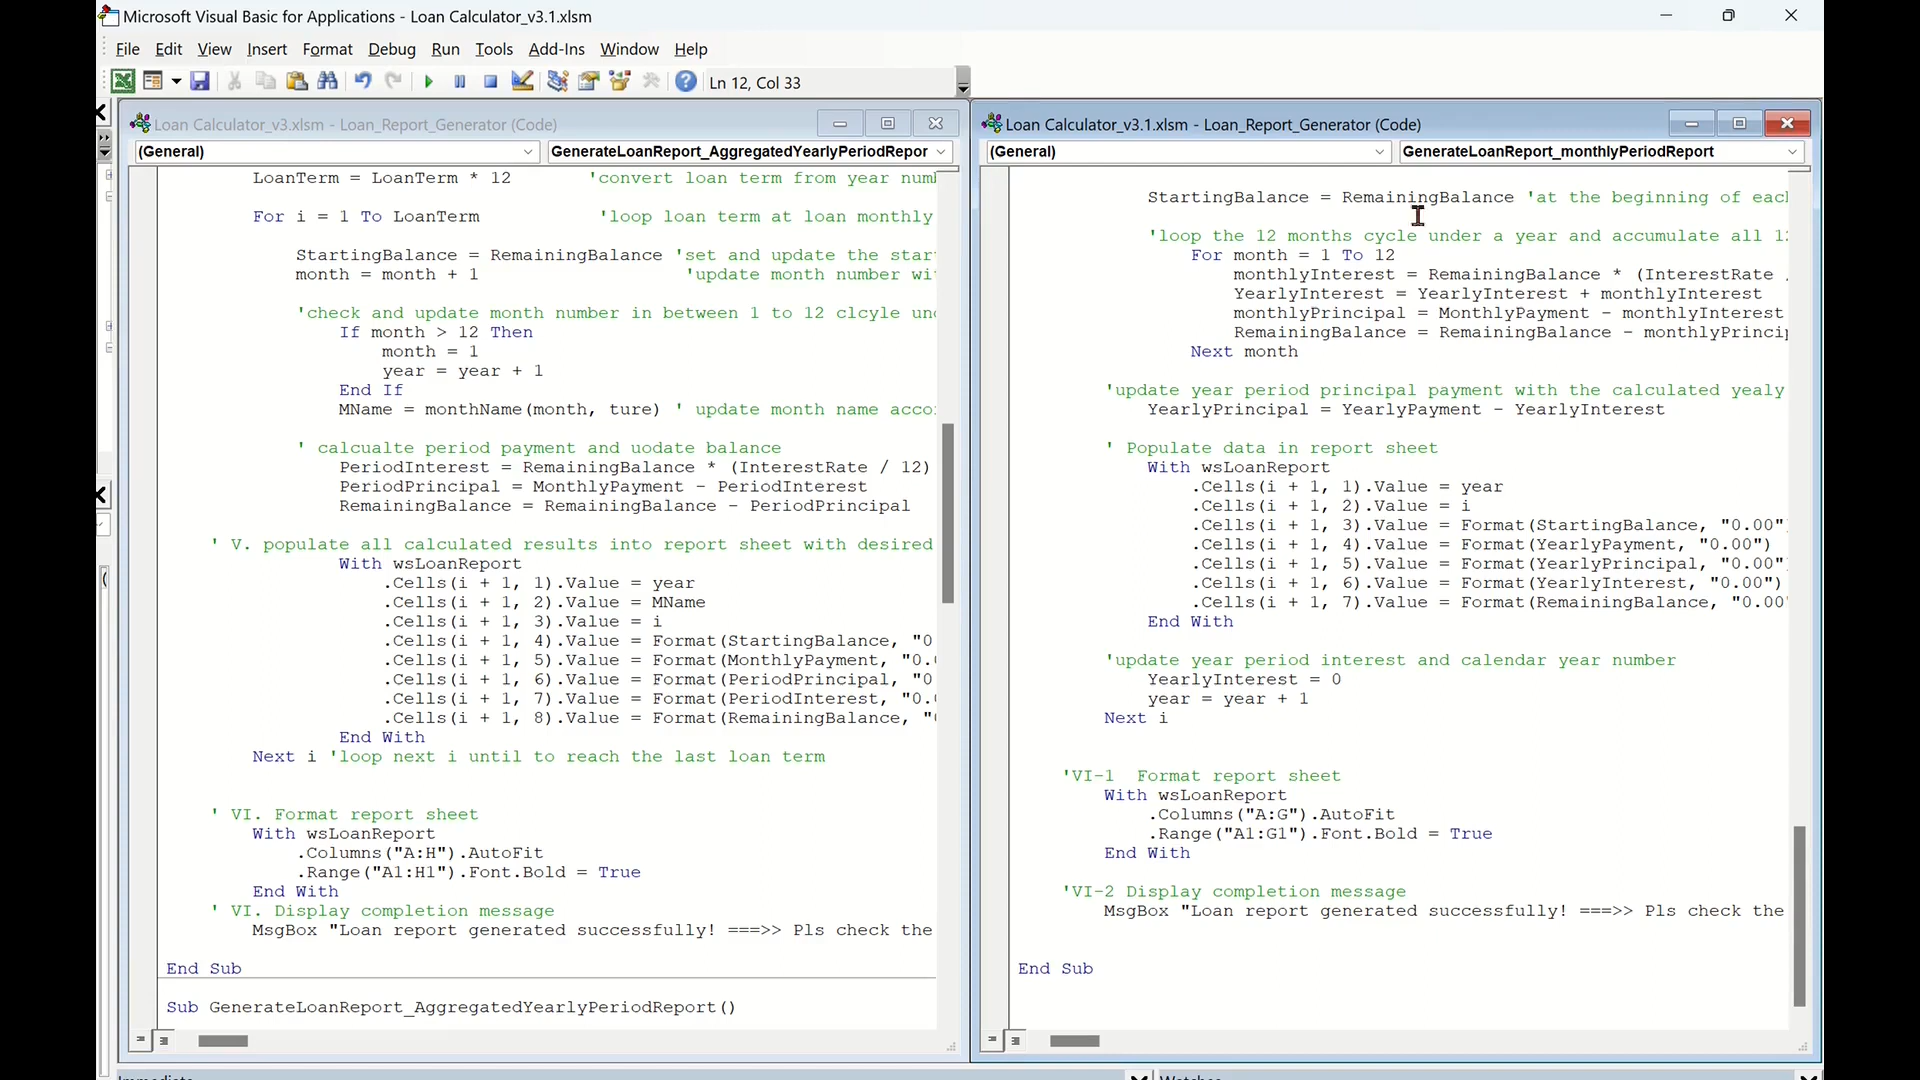 Microsoft Visual Basic for Applications - Loan Calculator_v3.1.xlsm
File Edit View Insert Format Debug Run Tools Add-Ins Window Help
Ln 12, Col 33
Loan Calculator_v3.xlsm - Loan_Report_Generator (Code)
(General)
GenerateLoanReport_AggregatedYearlyPeriodRepor
LoanTerm = LoanTerm * 12 'convert loan term from year num
For i = 1 To LoanTerm 'loop loan term at loan monthly
StartingBalance = RemainingBalance 'set and update the star
month = month + 1 'update month number wi
'check and update month number in between 1 to 12 clcyle un
If month > 12 Then
month = 1
year = year + 1
End If
MName = monthName(month, ture) ' update month name acco
' calcualte period payment and uodate balance
PeriodInterest = RemainingBalance * (InterestRate / 12)
PeriodPrincipal = MonthlyPayment - PeriodInterest
RemainingBalance = RemainingBalance - PeriodPrincipal
' V. populate all calculated results into report sheet with desired
With wsLoanReport
.Cells(i + 1, 1).Value = year
.Cells(i + 1, 2).Value = MName
.Cells(i + 1, 3).Value = i
.Cells(i + 1, 4).Value = Format(StartingBalance, "0
.Cells(i + 1, 5).Value = Format(MonthlyPayment, "0.
.Cells(i + 1, 6).Value = Format(PeriodPrincipal, "0
.Cells(i + 1, 7).Value = Format(PeriodInterest, "0.
.Cells(i + 1, 8).Value = Format(RemainingBalance, "
End With
Next i 'loop next i until to reach the last loan term
' VI. Format report sheet
With wsLoanReport
.Columns("A:H").AutoFit
.Range("A1:H1").Font.Bold = True
End With
' VI. Display completion message
MsgBox "Loan report generated successfully! ===>> Pls check the
End Sub
Sub GenerateLoanReport_AggregatedYearlyPeriodReport()
Loan Calculator_v3.1.xlsm - Loan_Report_Generator (Code)
(General)
GenerateLoanReport_monthlyPeriodReport
StartingBalance = RemainingBalance 'at the beginning of eac
'loop the 12 months cycle under a year and accumulate all 1
For month = 1 To 12
monthlyInterest = RemainingBalance * (InterestRate
YearlyInterest = YearlyInterest + monthlyInterest
monthlyPrincipal = MonthlyPayment - monthlyInterest
RemainingBalance = RemainingBalance - monthlyPrincip
Next month
'update year period principal payment with the calculated yealy
YearlyPrincipal = YearlyPayment - YearlyInterest
' Populate data in report sheet
With wsLoanReport
.Cells(i + 1, 1).Value = year
.Cells(i + 1, 2).Value = i
.Cells(i + 1, 3).Value = Format(StartingBalance, "0.00"
.Cells(i + 1, 4).Value = Format(YearlyPayment, "0.00")
.Cells(i + 1, 5).Value = Format(YearlyPrincipal, "0.00"
.Cells(i + 1, 6).Value = Format(YearlyInterest, "0.00")
.Cells(i + 1, 7).Value = Format(RemainingBalance, "0.00
End With
'update year period interest and calendar year number
YearlyInterest = 0
year = year + 1
Next i
'VI-1 Format report sheet
With wsLoanReport
.Columns("A:G").AutoFit
.Range("A1:G1").Font.Bold = True
End With
'VI-2 Display completion message
MsgBox "Loan report generated successfully! ===>> Pls check the
End Sub